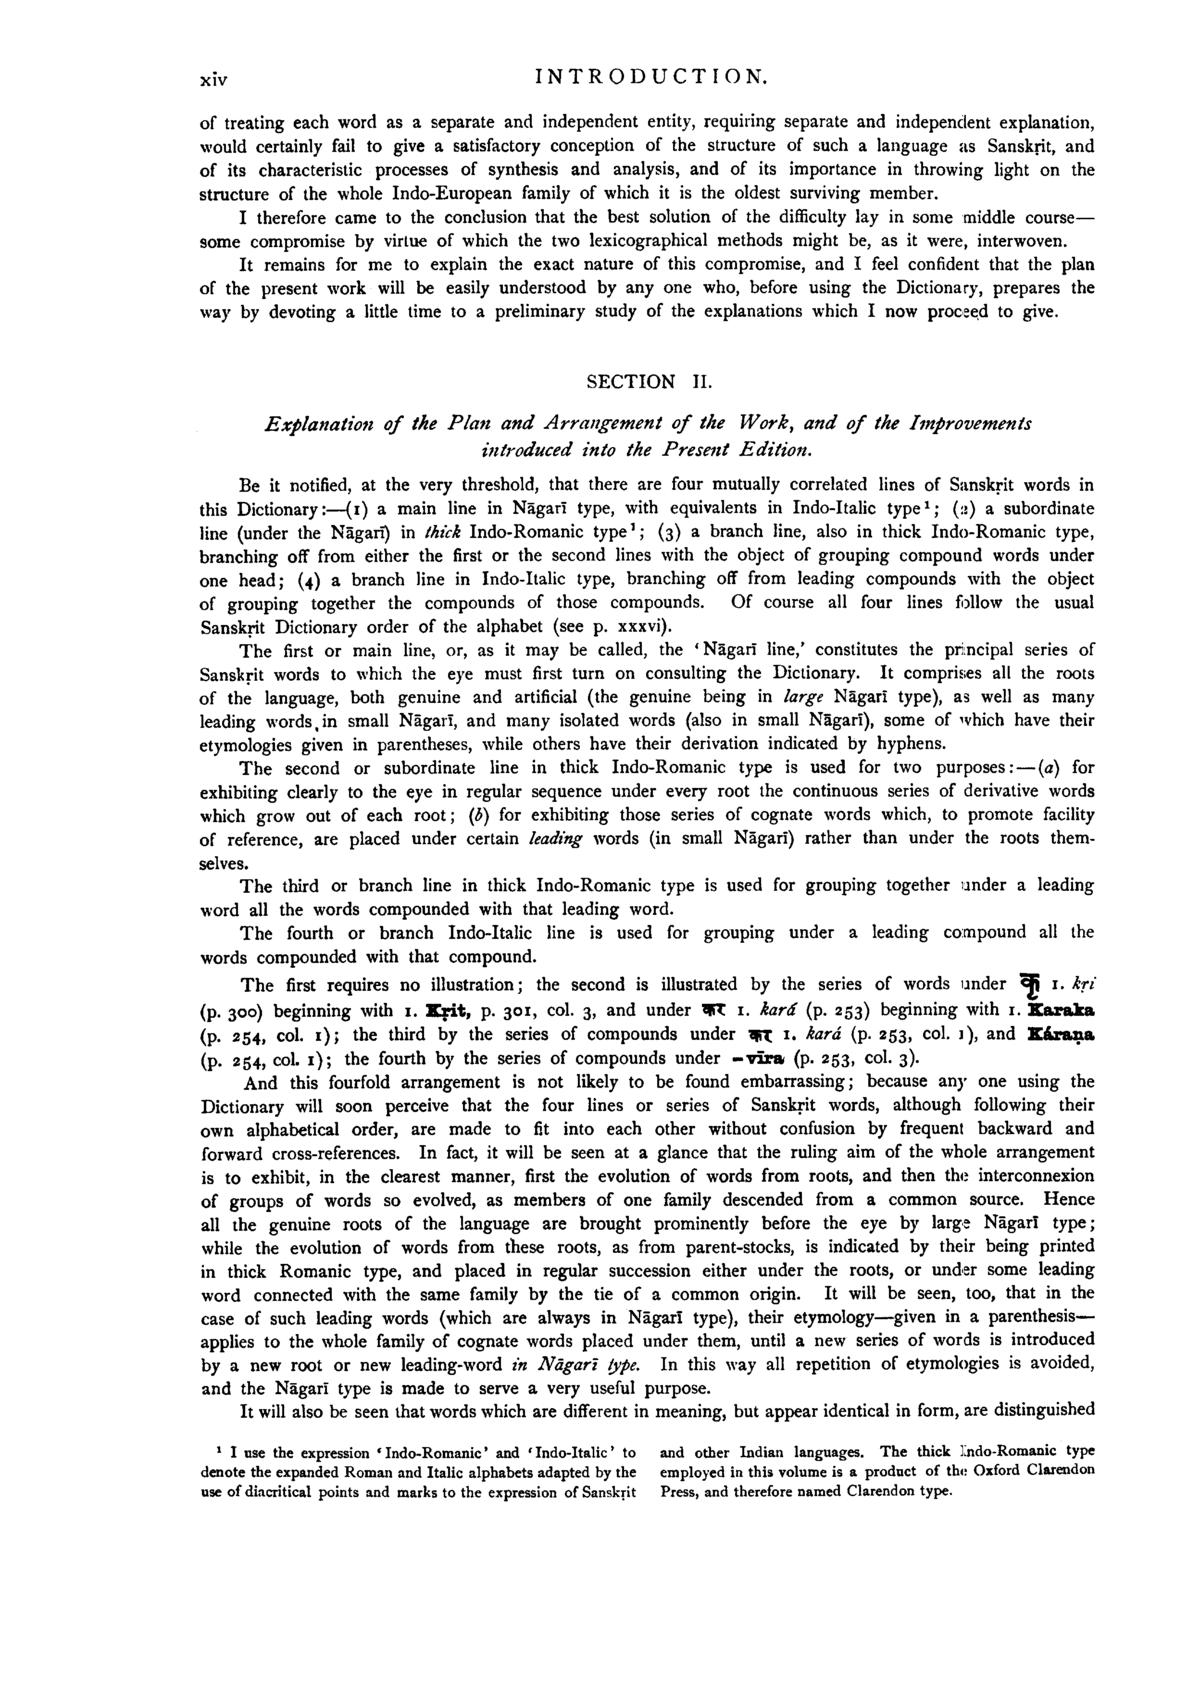 xiv
INTRODUCTION.
of treating each word as a separate and independent entity, requiring separate and independent explanation,
would certainly fail to give a satisfactory conception of the structure of such a language as Sanskṛit, and
of its characteristic processes of synthesis and analysis, and of its importance in throwing light on the
structure of the whole Indo-European family of which it is the oldest surviving member.
I therefore came to the conclusion that the best solution of the difficulty lay in some middle course—
some compromise by virtue of which the two lexicographical methods might be, as it were, interwoven.
It remains for me to explain the exact nature of this compromise, and I feel confident that the plan
of the present work will be easily understood by any one who, before using the Dictionary, prepares the
way by devoting a little time to a preliminary study of the explanations which I now proceed to give.
SECTION II.
Explanation of the Plan and Arrangement of the Work, and of the Improvements
introduced into the Present Edition.
Be it notified, at the very threshold, that there are four mutually correlated lines of Sanskṛit words in
this Dictionary:—(1) a main line in Nāgarī type, with equivalents in Indo-Italic type¹; (2) a subordinate
line (under the Nāgarī) in thick Indo-Romanic type¹; (3) a branch line, also in thick Indo-Romanic type,
branching off from either the first or the second lines with the object of grouping compound words under
one head; (4) a branch line in Indo-Italic type, branching off from leading compounds with the object
of grouping together the compounds of those compounds. Of course all four lines follow the usual
Sanskṛit Dictionary order of the alphabet (see p. xxxvi).
The first or main line, or, as it may be called, the ‘Nāgarī line,’ constitutes the principal series of
Sanskṛit words to which the eye must first turn on consulting the Dictionary. It comprises all the roots
of the language, both genuine and artificial (the genuine being in large Nāgarī type), as well as many
leading words in small Nāgarī, and many isolated words (also in small Nāgarī), some of which have their
etymologies given in parentheses, while others have their derivation indicated by hyphens.
The second or subordinate line in thick Indo-Romanic type is used for two purposes:—(a) for
exhibiting clearly to the eye in regular sequence under every root the continuous series of derivative words
which grow out of each root; (b) for exhibiting those series of cognate words which, to promote facility
of reference, are placed under certain leading words (in small Nāgarī) rather than under the roots them-
selves.
The third or branch line in thick Indo-Romanic type is used for grouping together under a leading
word all the words compounded with that leading word.
The fourth or branch Indo-Italic line is used for grouping under a leading compound all the
words compounded with that compound.
The first requires no illustration; the second is illustrated by the series of words under कृ 1. kṛi
(p. 300) beginning with 1. Kṛit, p. 301, col. 3, and under कर 1. kará (p. 253) beginning with 1. Karaka
(p. 254, col. 1); the third by the series of compounds under कर 1. kará (p. 253, col. 1), and Káraṇa
(p. 254, col. 1); the fourth by the series of compounds under –vīra (p. 253, col. 3).
And this fourfold arrangement is not likely to be found embarrassing; because any one using the
Dictionary will soon perceive that the four lines or series of Sanskṛit words, although following their
own alphabetical order, are made to fit into each other without confusion by frequent backward and
forward cross-references. In fact, it will be seen at a glance that the ruling aim of the whole arrangement
is to exhibit, in the clearest manner, first the evolution of words from roots, and then the interconnexion
of groups of words so evolved, as members of one family descended from a common source. Hence
all the genuine roots of the language are brought prominently before the eye by large Nāgarī type;
while the evolution of words from these roots, as from parent-stocks, is indicated by their being printed
in thick Romanic type, and placed in regular succession either under the roots, or under some leading
word connected with the same family by the tie of a common origin. It will be seen, too, that in the
case of such leading words (which are always in Nāgarī type), their etymology—given in a parenthesis—
applies to the whole family of cognate words placed under them, until a new series of words is introduced
by a new root or new leading-word in Nāgarī type. In this way all repetition of etymologies is avoided,
and the Nāgarī type is made to serve a very useful purpose.
It will also be seen that words which are different in meaning, but appear identical in form, are distinguished
¹ I use the expression ‘Indo-Romanic’ and ‘Indo-Italic’ to
denote the expanded Roman and Italic alphabets adapted by the
use of diacritical points and marks to the expression of Sanskṛit
and other Indian languages. The thick Indo-Romanic type
employed in this volume is a product of the Oxford Clarendon
Press, and therefore named Clarendon type.